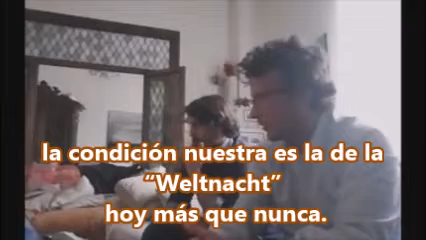 la condición nuestra es la de la
“Weltnacht”
hoy más que nunca.